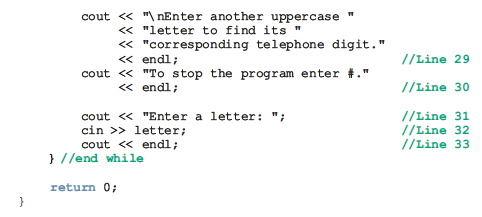 cout << "\nEnter another uppercase "
<< "letter to find its "
<< "corresponding telephone digit."
<< endl; //Line 29
cout << "To stop the program enter #."
<< endl; //Line 30
cout << "Enter a letter: "; //Line 31
cin >> letter; //Line 32
cout << endl; //Line 33
} //end while
return 0;
}